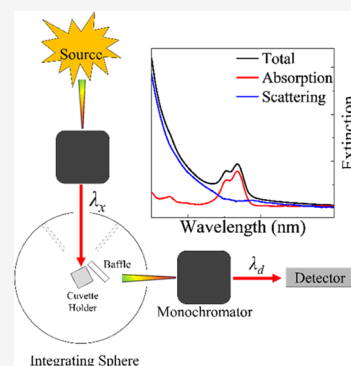 Source
Total
Absorption
Scattering
Extinction
Wavelength (nm)
λx
Baffle
Cuvette
Holder
λd
Detector
Monochromator
Integrating Sphere